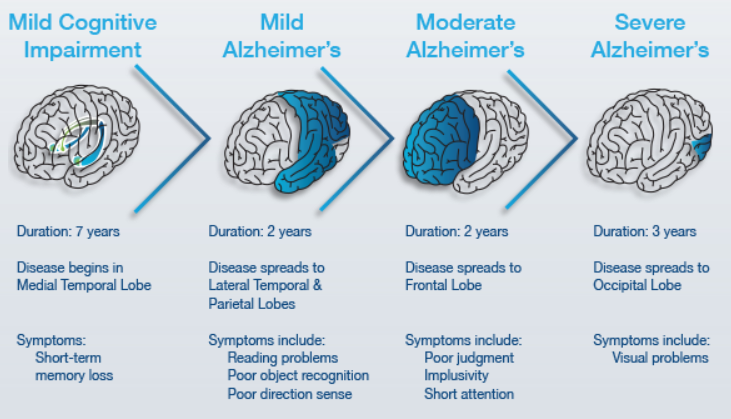 Mild Cognitive
Impairment
Duration: 7 years
Disease begins in
Medial Temporal Lobe
Symptoms:
Short-term
memory loss
Mild
Alzheimer's
Duration: 2 years
Disease spreads to
Lateral Temporal &
Parietal Lobes
Symptoms include:
Reading problems
Poor object recognition
Poor direction sense
Moderate
Alzheimer's
Duration: 2 years
Disease spreads to
Frontal Lobe
Symptoms include:
Poor judgment
Implusivity
Short attention
Severe
Alzheimer's
Duration: 3 years
Disease spreads to
Occipital Lobe
Symptoms include:
Visual problems